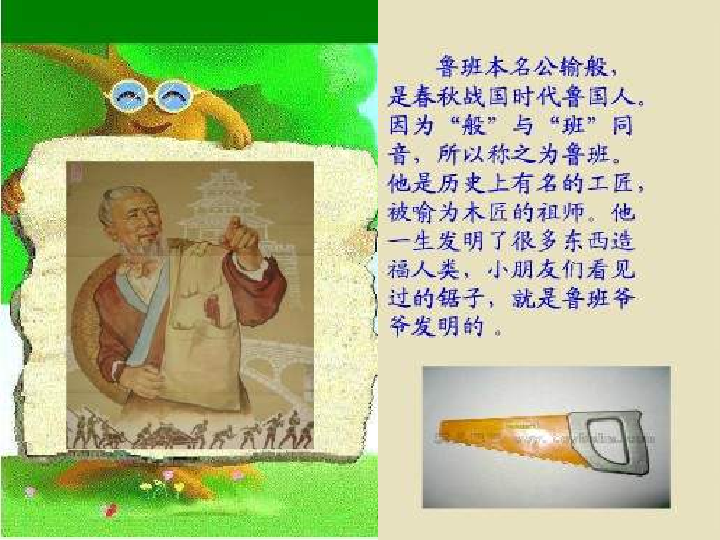 鲁班本名公输般，
是春秋战国时代鲁国人。
因为“般”与“班”同
音，所以称之为鲁班。
他是历史上有名的工匠，
被喻为木匠的祖师。他
一生发明了很多东西造
福人类，小朋友们看见
过的锯子，就是鲁班爷
爷发明的 。